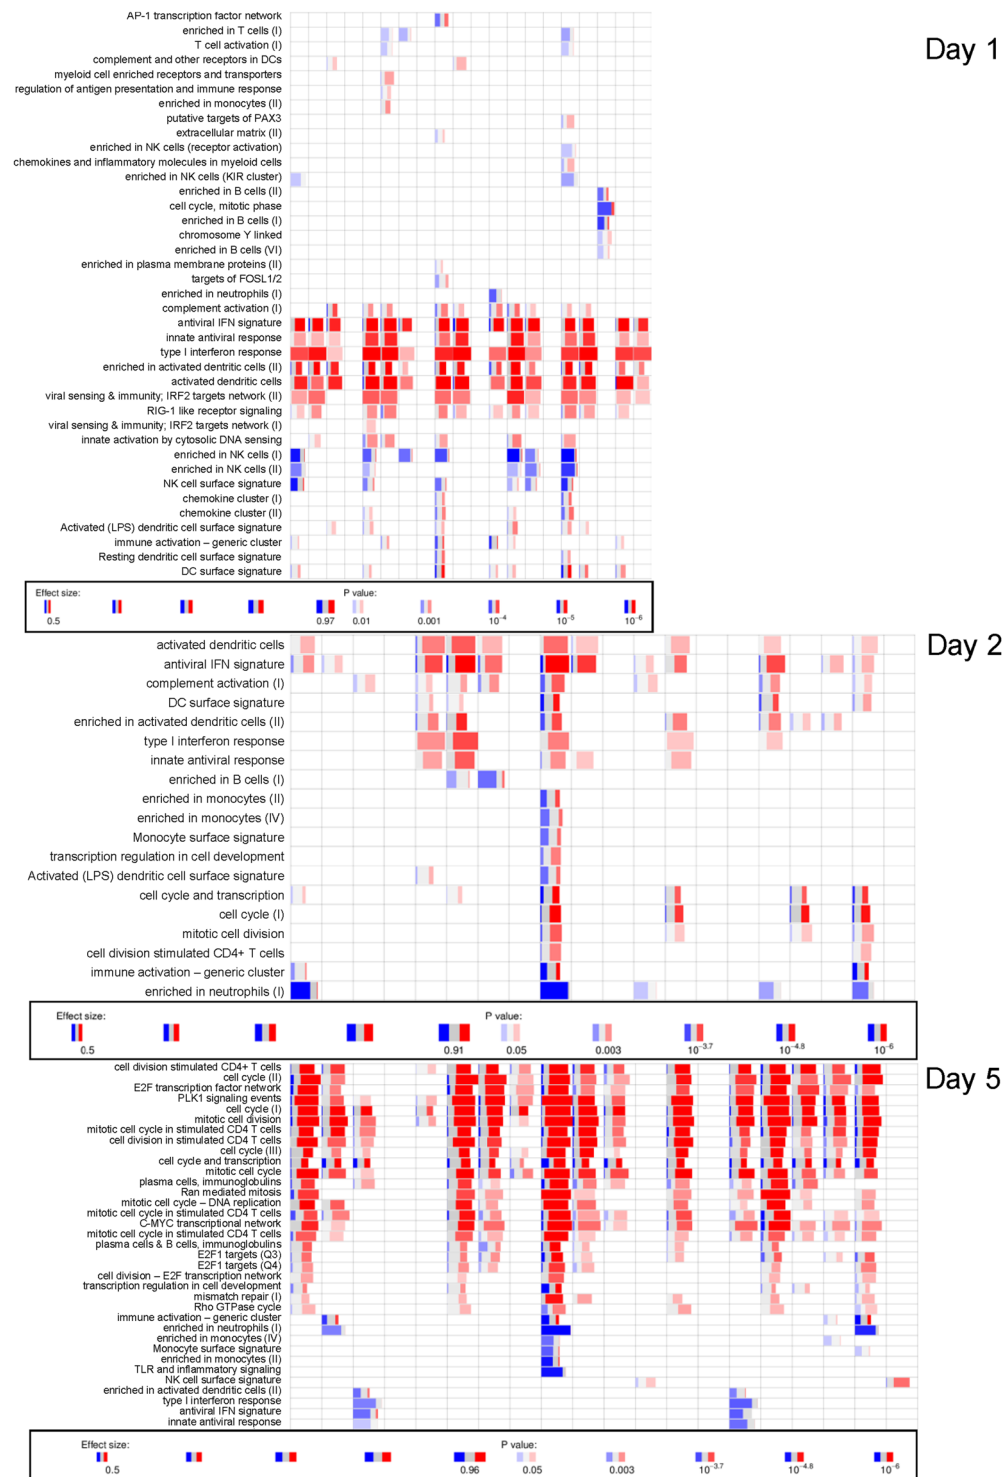 Day 1
AP-1 transcription factor network
enriched in T cells (I)
T cell activation (I)
complement and other receptors in DCs
myeloid cell enriched receptors and transporters
regulation of antigen presentation and immune response
enriched in monocytes (II)
putative targets of PAX3
extracellular matrix (II)
enriched in NK cells (receptor activation)
chemokines and inflammatory molecules in myeloid cells
enriched in NK cells (KIR cluster)
enriched in B cells (II)
cell cycle, mitotic phase
enriched in B cells (I)
chromosome Y linked
enriched in B cells (VI)
enriched in plasma membrane proteins (II)
targets of FOSL1/2
enriched in neutrophils (I)
complement activation (I)
antiviral IFN signature
innate antiviral response
type I interferon response
enriched in activated dentritic cells (II)
activated dendritic cells
viral sensing & immunity; IRF2 targets network (II)
RIG-1 like receptor signaling
viral sensing & immunity; IRF2 targets network (I)
innate activation by cytosolic DNA sensing
enriched in NK cells (I)
enriched in NK cells (II)
NK cell surface signature
chemokine cluster (I)
chemokine cluster (II)
Activated (LPS) dendritic cell surface signature
immune activation – generic cluster
Resting dendritic cell surface signature
DC surface signature
Effect size: P value:
0.5 0.97 0.01 0.001 10-4 10-5 10-6
Day 2
activated dendritic cells
antiviral IFN signature
complement activation (I)
DC surface signature
enriched in activated dendritic cells (II)
type I interferon response
innate antiviral response
enriched in B cells (I)
enriched in monocytes (II)
enriched in monocytes (IV)
Monocyte surface signature
transcription regulation in cell development
Activated (LPS) dendritic cell surface signature
cell cycle and transcription
cell cycle (I)
mitotic cell division
cell division stimulated CD4+ T cells
immune activation – generic cluster
enriched in neutrophils (I)
Effect size: P value:
0.5 0.91 0.05 0.003 10-3.7 10-4.8 10-6
Day 5
cell division stimulated CD4+ T cells
cell cycle (II)
E2F transcription factor network
PLK1 signaling events
cell cycle (I)
mitotic cell division
mitotic cell cycle in stimulated CD4 T cells
cell division in stimulated CD4 T cells
cell cycle (III)
cell cycle and transcription
mitotic cell cycle
plasma cells, immunoglobulins
Ran mediated mitosis
mitotic cell cycle – DNA replication
mitotic cell cycle in stimulated CD4 T cells
C-MYC transcriptional network
mitotic cell cycle in stimulated CD4 T cells
plasma cells & B cells, immunoglobulins
E2F1 targets (Q3)
E2F1 targets (Q4)
cell division – E2F transcription network
transcription regulation in cell development
mismatch repair (I)
Rho GTPase cycle
immune activation – generic cluster
enriched in neutrophils (I)
enriched in monocytes (IV)
Monocyte surface signature
enriched in monocytes (II)
TLR and inflammatory signaling
NK cell surface signature
enriched in activated dendritic cells (II)
type I interferon response
antiviral IFN signature
innate antiviral response
Effect size: P value:
0.5 0.96 0.05 0.003 10-3.7 10-4.8 10-6